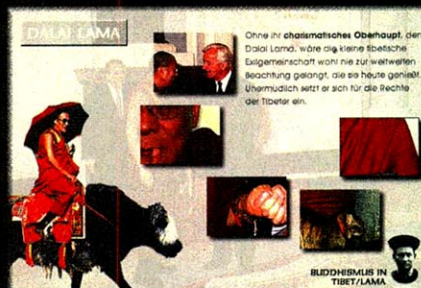 DALAI LAMA
Ohne ihr charismatisches Oberhaupt, den
Dalai Lama, wäre die kleine tibetische
Exilgemeinschaft wohl nie zur weltweiten
Beachtung gelangt, die sie heute genießt.
Unermüdlich setzt er sich für die Rechte
der Tibeter ein.
BUDDHISMUS IN
TIBET/LAMA